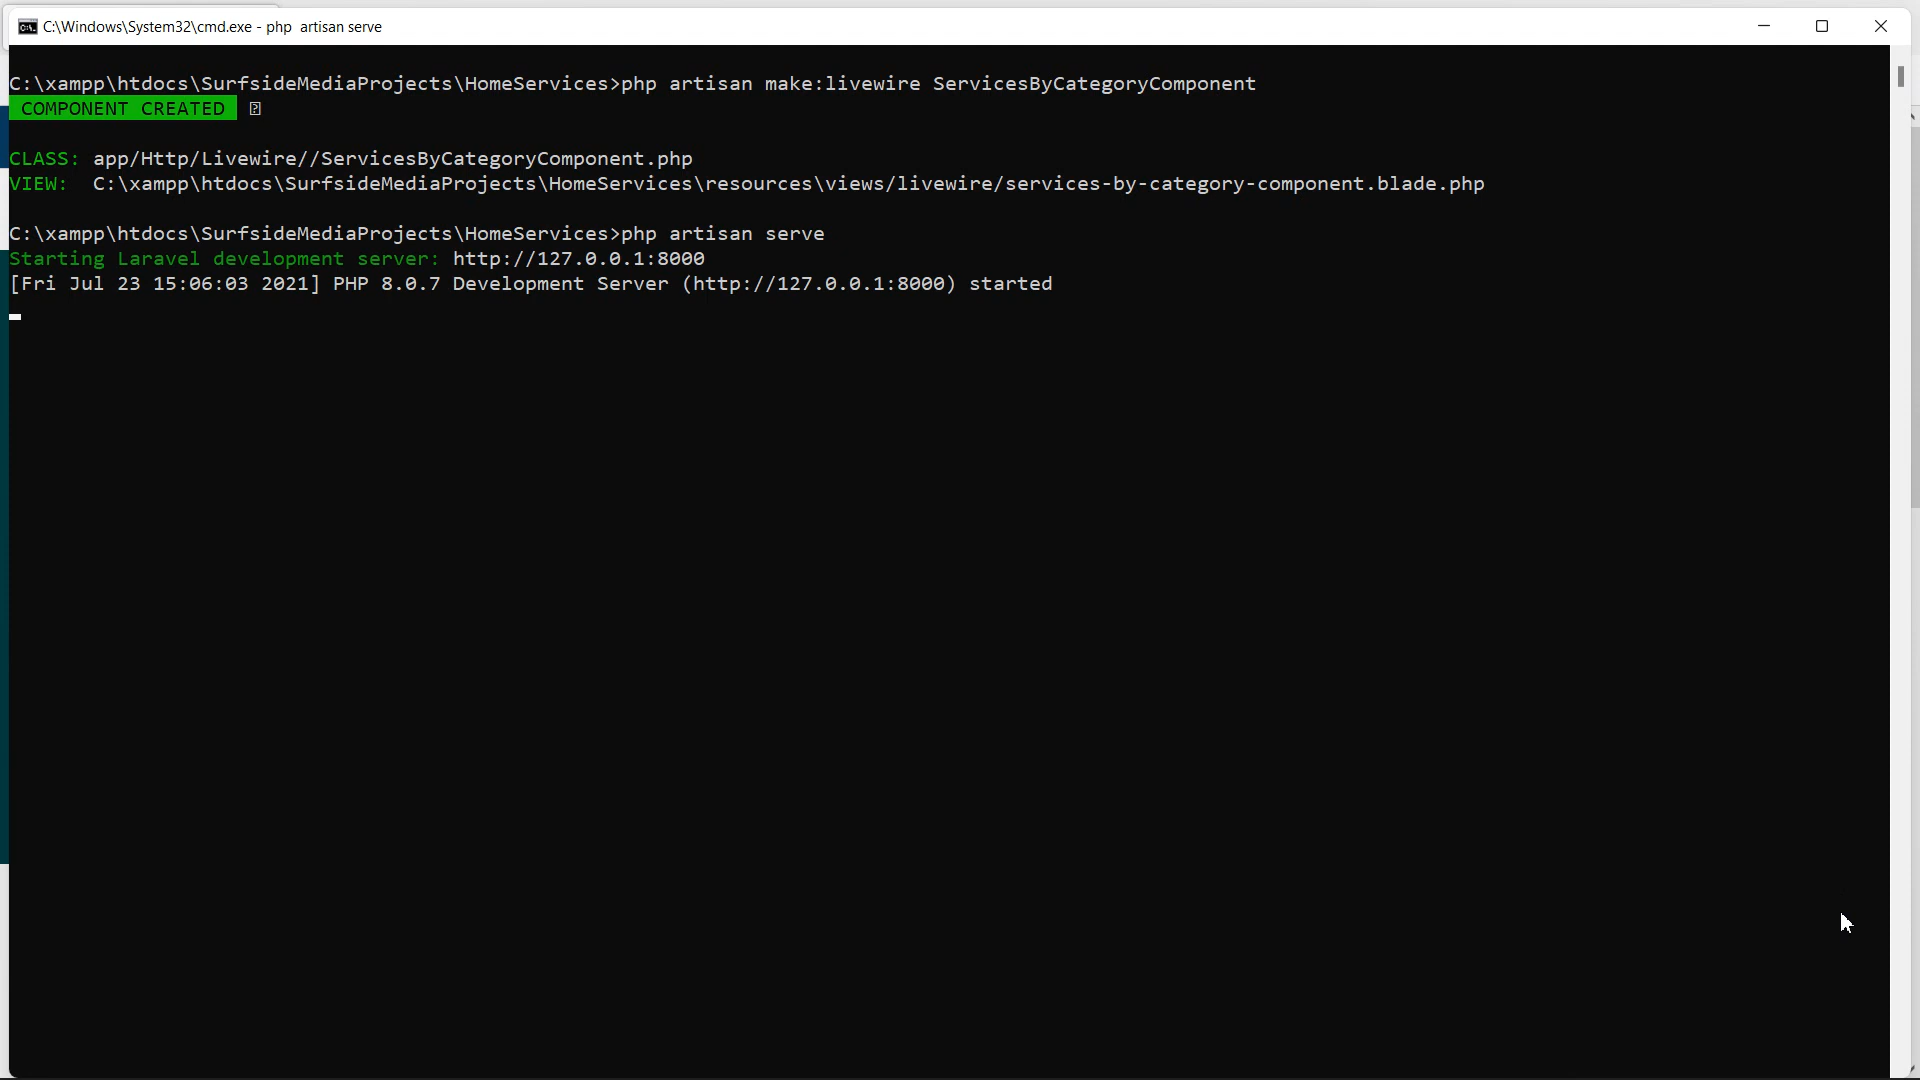 C:\Windows\System32\cmd.exe - php  artisan serve
C:\xampp\htdocs\SurfsideMediaProjects\HomeServices>php artisan make:livewire ServicesByCategoryComponent
COMPONENT CREATED
CLASS: app/Http/Livewire//ServicesByCategoryComponent.php
VIEW:  C:\xampp\htdocs\SurfsideMediaProjects\HomeServices\resources\views/livewire/services-by-category-component.blade.php
C:\xampp\htdocs\SurfsideMediaProjects\HomeServices>php artisan serve
Starting Laravel development server: http://127.0.0.1:8000
[Fri Jul 23 15:06:03 2021] PHP 8.0.7 Development Server (http://127.0.0.1:8000) started